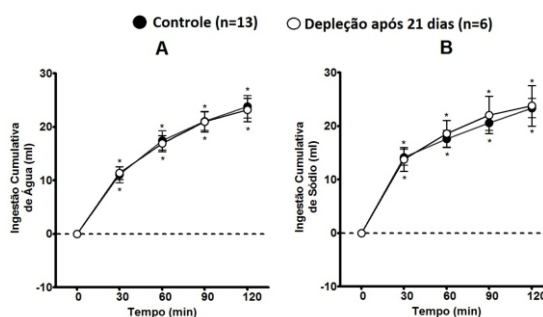 Controle (n=13) Depleção após 21 dias (n=6)
A
Ingestão Cumulativa
de Água (ml)
30
20
10
0
-10
0 30 60 90 120
Tempo (min)
* * * *
* * * *
B
Ingestão Cumulativa
de Sódio (ml)
30
20
10
0
-10
0 30 60 90 120
Tempo (min)
* * * *
* * * *